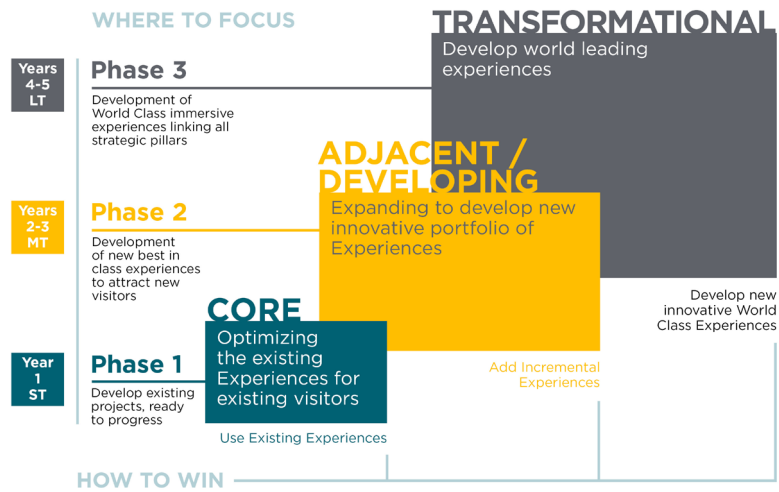 WHERE TO FOCUS
TRANSFORMATIONAL
Develop world leading
experiences
Years
4-5
LT
Phase 3
Development of
World Class immersive
experiences linking all
strategic pillars
ADJACENT /
DEVELOPING
Expanding to develop new
innovative portfolio of
Experiences
Years
2-3
MT
Phase 2
Development
of new best in
class experiences
to attract new
visitors
Develop new
innovative World
Class Experiences
CORE
Optimizing
the existing
Experiences for
existing visitors
Year
1
ST
Phase 1
Develop existing
projects, ready
to progress
Add Incremental
Experiences
Use Existing Experiences
HOW TO WIN